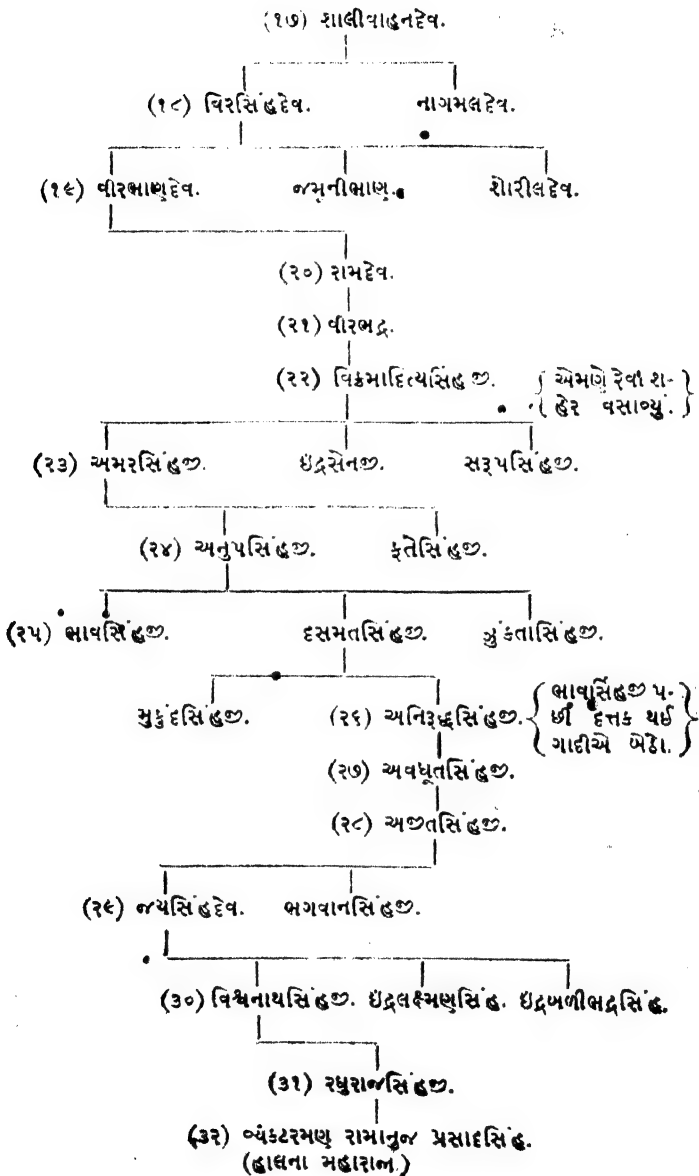 (૧૭) શાલીવાહનદેવ.
(૧૮) વિરસિંહદેવ. નાગમલદેવ.
(૧૯) વીરભાણુદેવ. જમૂનીભાણ. શોરીલદેવ.
(૨૦) રામદેવ.
(૨૧) વીરભદ્ર.
(૨૨) વિક્રમાદિત્યસિંહજી. { એમણે રેવા શ- }
{ હેર વસાવ્યું. }
(૨૩) અમરસિંહજી. ઇંદ્રસેનજી. સરૂપસિંહજી.
(૨૪) અનુપસિંહજી. ફતેસિંહજી.
(૨૫) ભાવસિંહજી. દસમતસિંહજી. ઝુંકતાસિંહજી.
મુકુંદસિંહજી. (૨૬) અનિરૂદ્ધસિંહજી. { ભાવસિંહજી પ-
છી દત્તક થઈ
ગાદીએ બેઠો. }
(૨૭) અવધૂતસિંહજી.
(૨૮) અજીતસિંહજી.
(૨૯) જયસિંહદેવ. ભગવાનસિંહજી.
(૩૦) વિશ્વનાથસિંહજી. ઇંદ્રલક્ષ્મણસિંહ. ઇંદ્રબળીભદ્રસિંહ.
(૩૧) રઘુરાજસિંહજી.
(૩૨) વ્યંકટરમણ રામાનુજ પ્રસાદસિંહ.
(હાલના મહારાજા.)